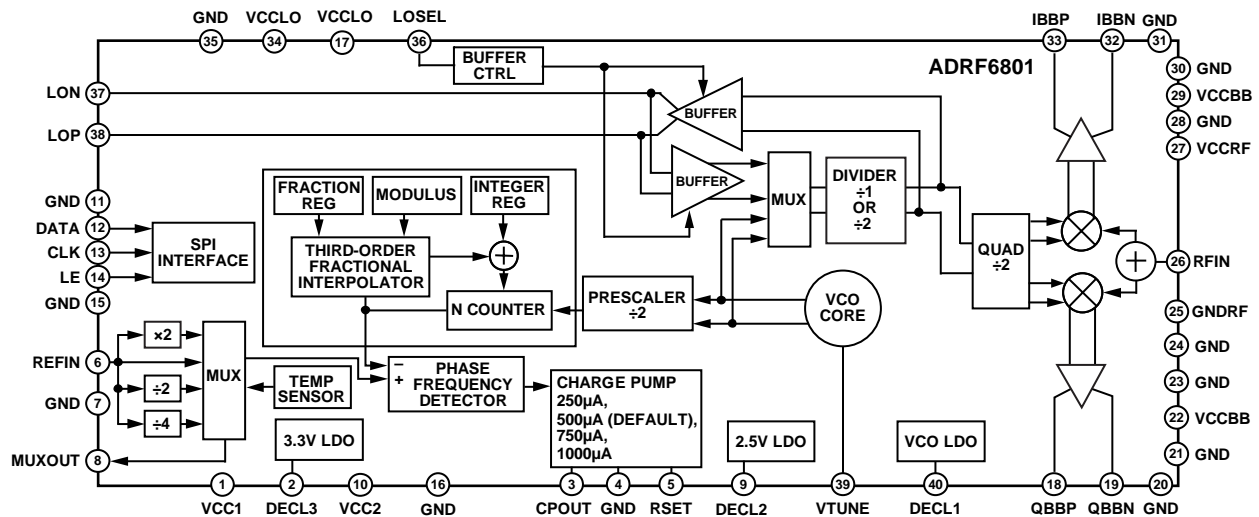 GND
VCCLO
VCCLO
LOSEL
IBBP
IBBN
GND
35
34
17
36
33
32
31
BUFFER
CTRL
ADRF6801
30
GND
29
VCCBB
28
GND
27
VCCRF
LON
37
LOP
38
BUFFER
BUFFER
MUX
DIVIDER
÷1
OR
÷2
FRACTION
REG
MODULUS
INTEGER
REG
THIRD-ORDER
FRACTIONAL
INTERPOLATOR
+
N COUNTER
PRESCALER
÷2
VCO
CORE
QUAD
÷2
+
26
RFIN
25
GNDRF
24
GND
23
GND
22
VCCBB
21
GND
GND
11
DATA
12
CLK
13
LE
14
GND
15
SPI
INTERFACE
REFIN
6
GND
7
MUXOUT
8
×2
÷2
÷4
MUX
TEMP
SENSOR
–
+
PHASE
FREQUENCY
DETECTOR
CHARGE PUMP
250µA,
500µA (DEFAULT),
750µA,
1000µA
3.3V LDO
2.5V LDO
VCO LDO
1
2
10
16
3
4
5
9
39
40
18
19
20
VCC1
DECL3
VCC2
GND
CPOUT
GND
RSET
DECL2
VTUNE
DECL1
QBBP
QBBN
GND